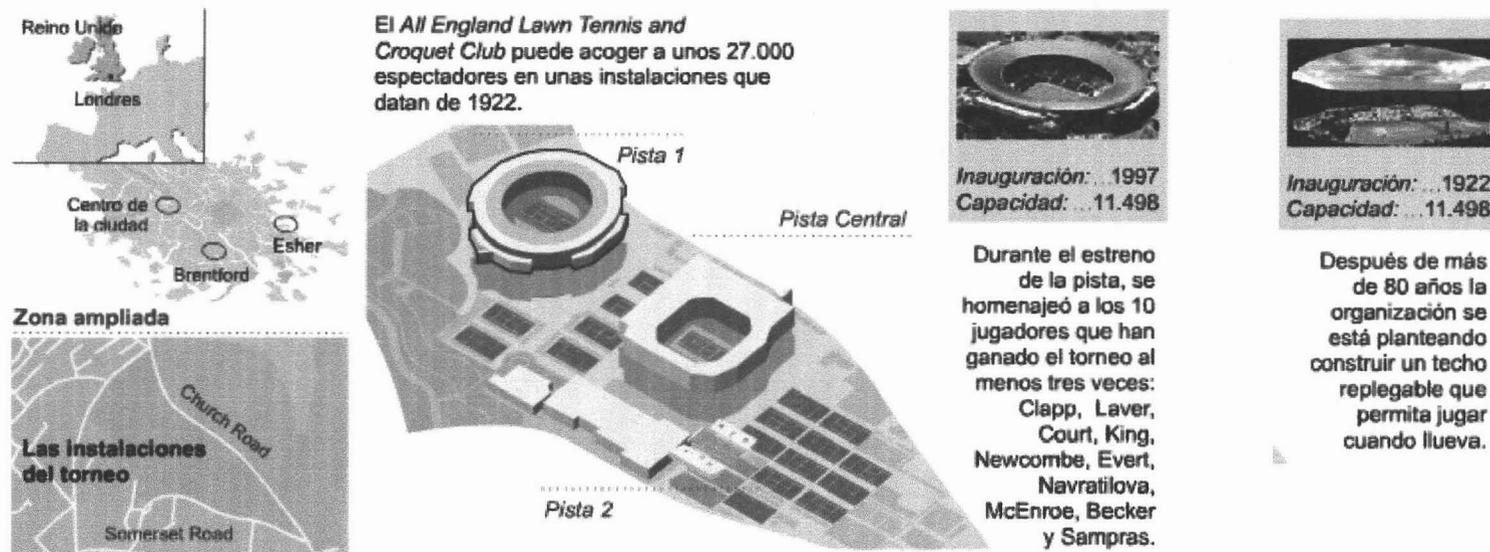 Reino Unido
Londres
Centro de
la ciudad
Esher
Brentford
Zona ampliada
Church Road
Las instalaciones
del torneo
Somerset Road
El All England Lawn Tennis and
Croquet Club puede acoger a unos 27.000
espectadores en unas instalaciones que
datan de 1922.
Pista 1
Pista Central
Pista 2
Inauguración: ...1997
Capacidad: ...11.498
Durante el estreno
de la pista, se
homenajeó a los 10
jugadores que han
ganado el torneo al
menos tres veces:
Clapp, Laver,
Court, King,
Newcombe, Evert,
Navratilova,
McEnroe, Becker
y Sampras.
Inauguración: ...1922
Capacidad: ...11.498
Después de más
de 80 años la
organización se
está planteando
construir un techo
replegable que
permita jugar
cuando llueva.